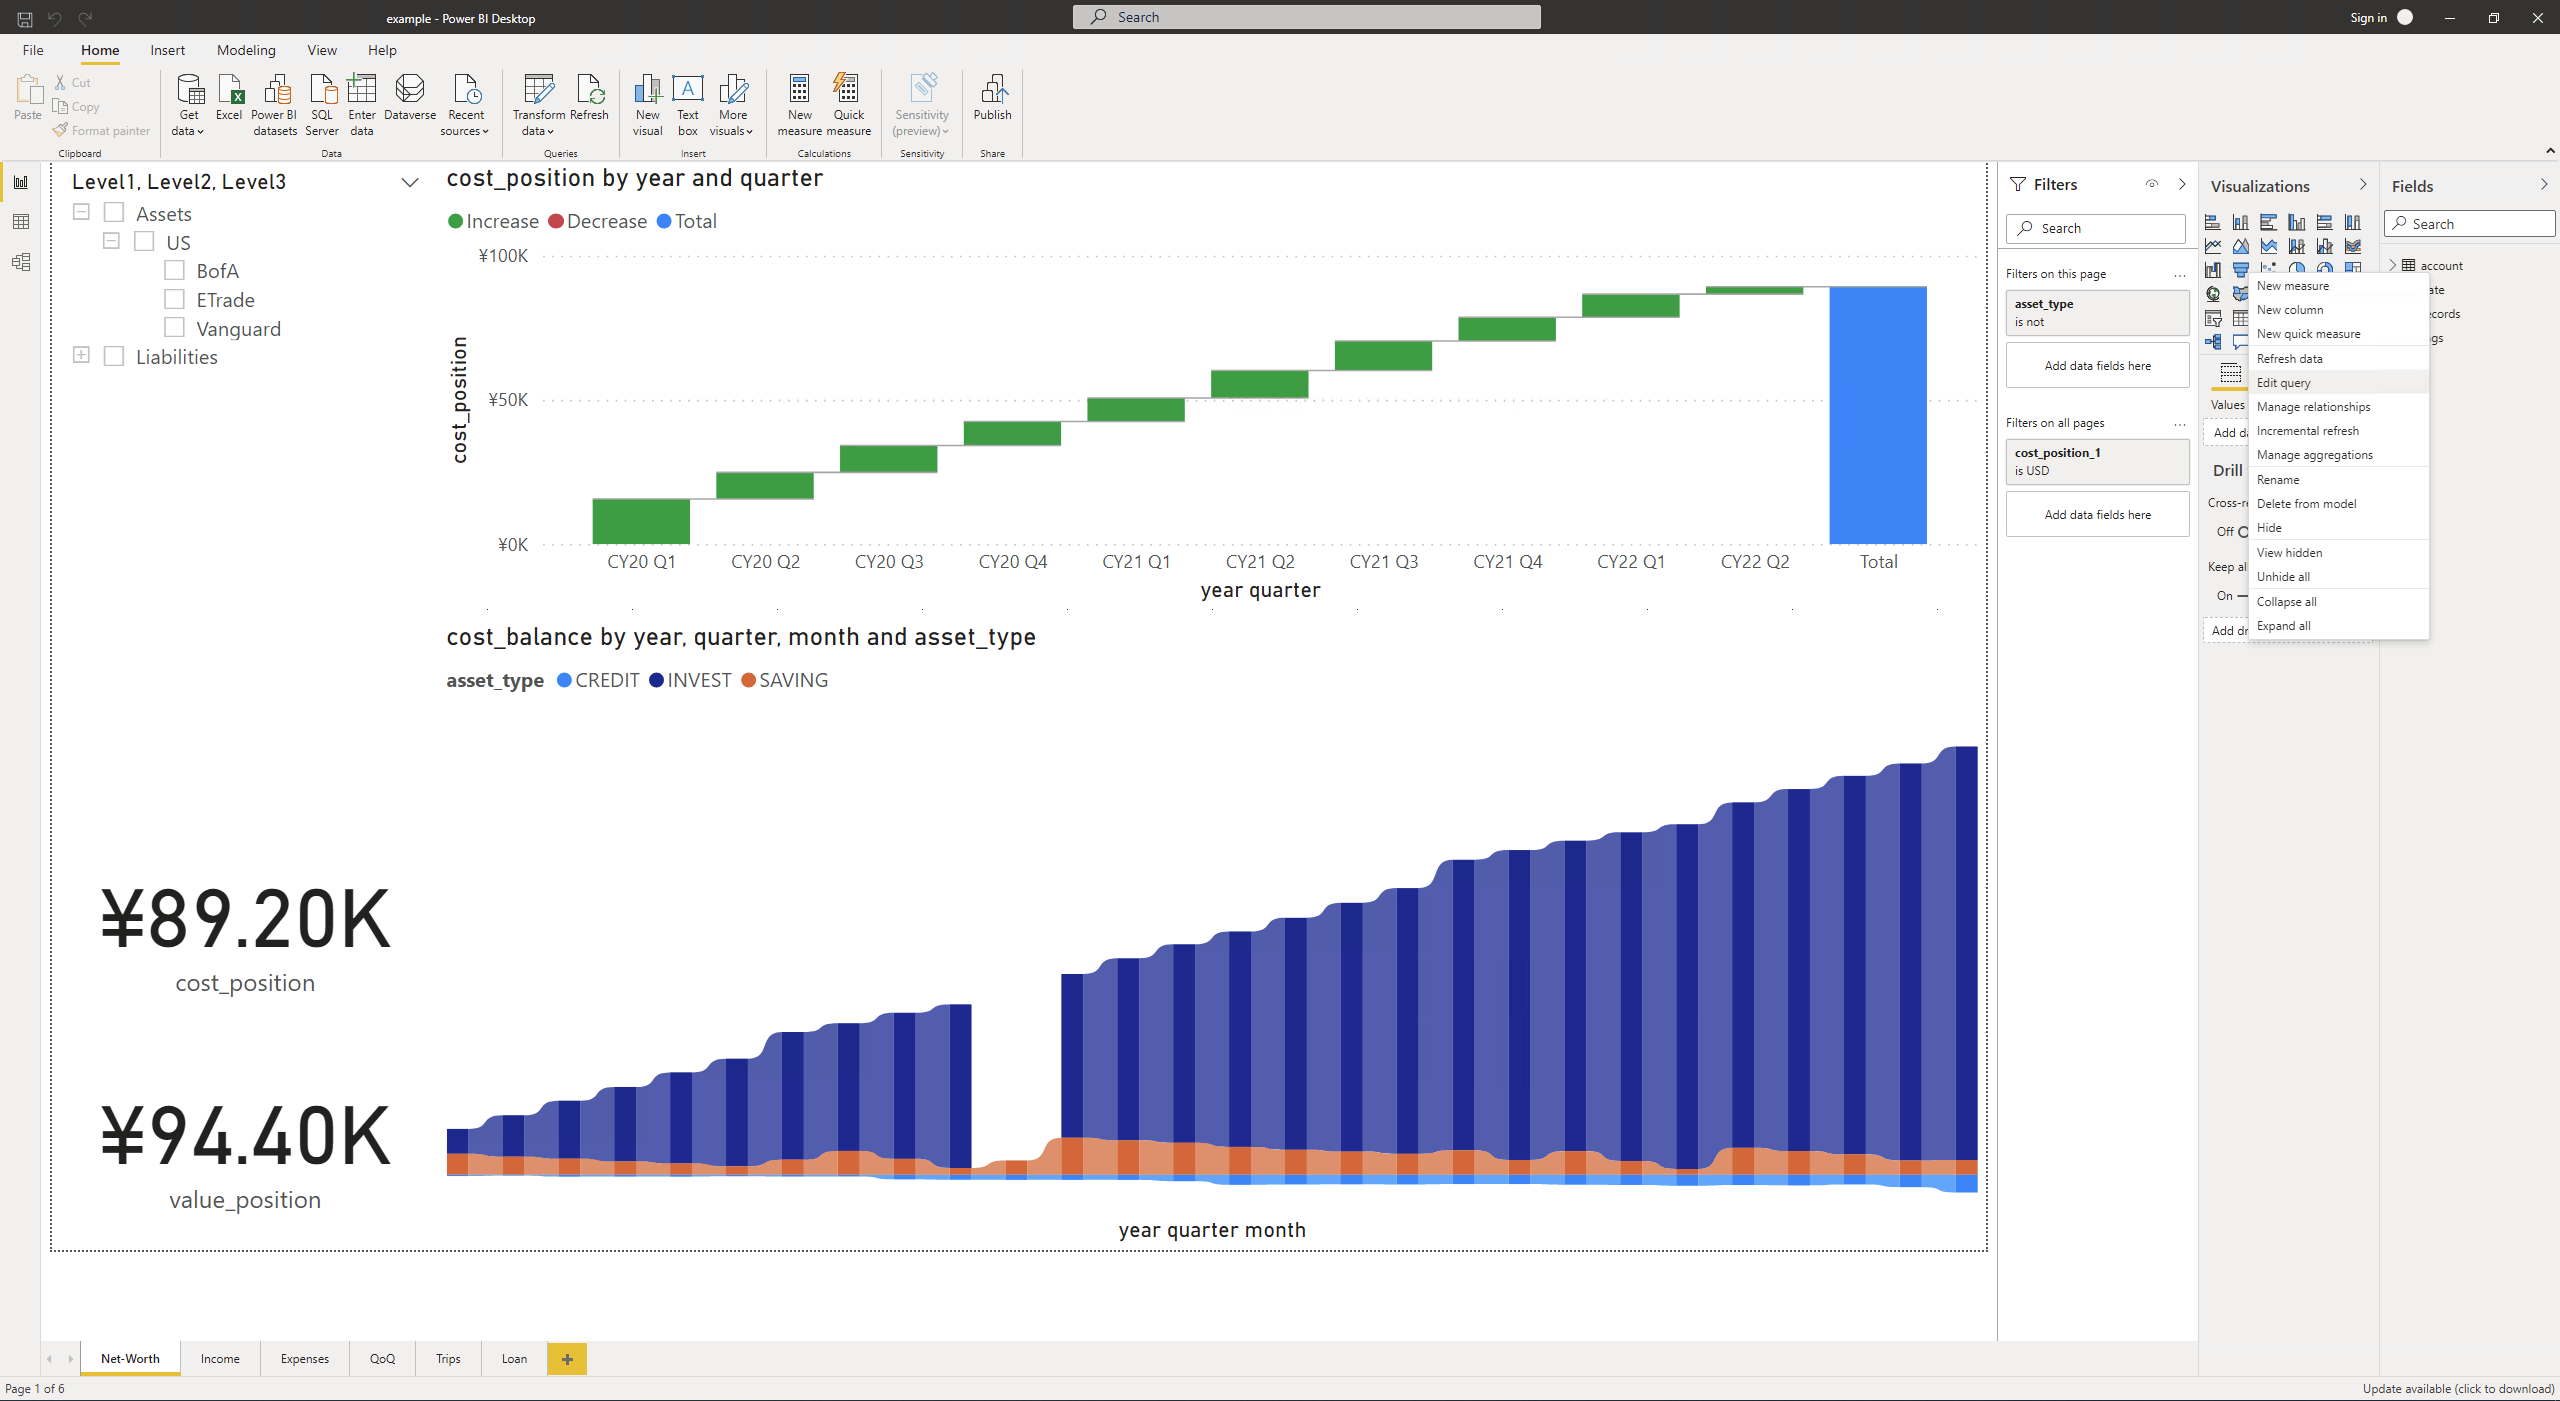 example - Power BI Desktop
Search
Sign in
File
Home
Insert
Modeling
View
Help
Paste
Cut
Copy
Format painter
Clipboard
Get data
Excel
Power BI datasets
SQL Server
Enter data
Dataverse
Recent sources
Data
Transform data
Refresh
Queries
New visual
Text box
More visuals
Insert
New measure
Quick measure
Calculations
Sensitivity (preview)
Sensitivity
Publish
Share
Level1, Level2, Level3
Assets
US
BofA
ETrade
Vanguard
Liabilities
¥89.20K
cost_position
¥94.40K
value_position
cost_position by year and quarter
Increase
Decrease
Total
¥100K
¥50K
¥0K
cost_position
CY20 Q1
CY20 Q2
CY20 Q3
CY20 Q4
CY21 Q1
CY21 Q2
CY21 Q3
CY21 Q4
CY22 Q1
CY22 Q2
Total
year quarter
cost_balance by year, quarter, month and asset_type
asset_type
CREDIT
INVEST
SAVING
year quarter month
Filters
Search
Filters on this page
...
asset_type
is not
Add data fields here
Filters on all pages
...
cost_position_1
is USD
Add data fields here
Visualizations
Values
Add da
Drill
Cross-re
Off
Keep al
On
Add dr
New measure
New column
New quick measure
Refresh data
Edit query
Manage relationships
Incremental refresh
Manage aggregations
Rename
Delete from model
Hide
View hidden
Unhide all
Collapse all
Expand all
Fields
Search
account
ate
ecords
gs
Net-Worth
Income
Expenses
QoQ
Trips
Loan
+
Page 1 of 6
Update available (click to download)